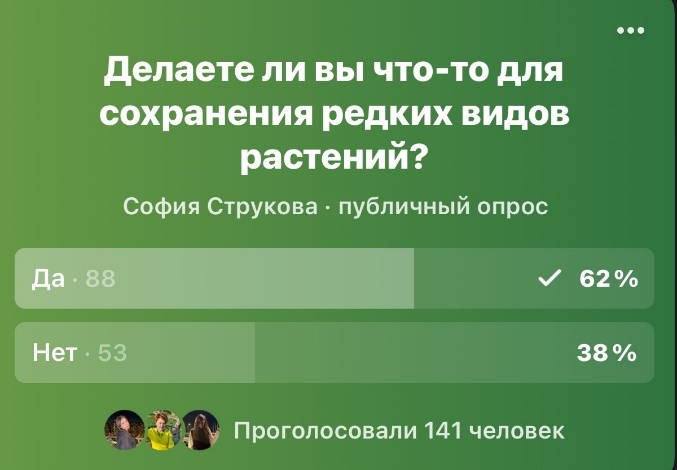 Делаете ли вы что-то для
сохранения редких видов
растений?
София Струкова · публичный опрос
Да · 88 62%
Нет · 53 38%
Проголосовали 141 человек